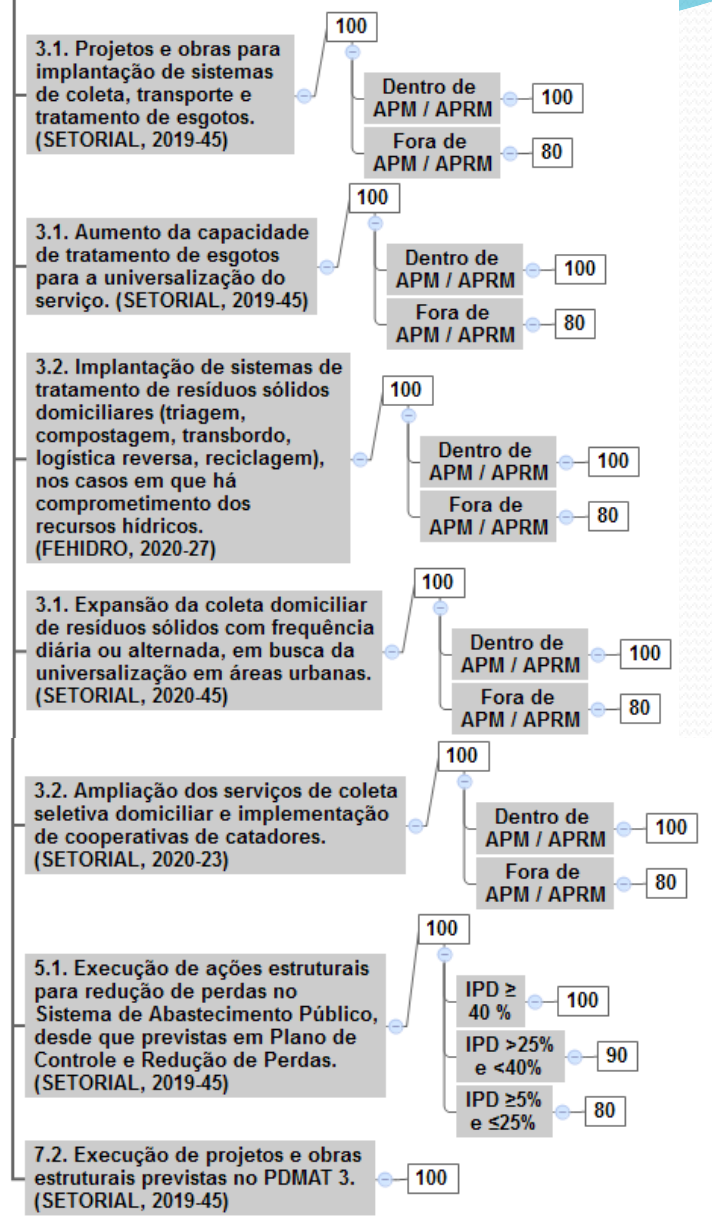 3.1. Projetos e obras para
implantação de sistemas
de coleta, transporte e
tratamento de esgotos.
(SETORIAL, 2019-45)
100
Dentro de
APM / APRM
100
Fora de
APM / APRM
80
3.1. Aumento da capacidade
de tratamento de esgotos
para a universalização do
serviço. (SETORIAL, 2019-45)
100
Dentro de
APM / APRM
100
Fora de
APM / APRM
80
3.2. Implantação de sistemas de
tratamento de resíduos sólidos
domiciliares (triagem,
compostagem, transbordo,
logística reversa, reciclagem),
nos casos em que há
comprometimento dos
recursos hídricos.
(FEHIDRO, 2020-27)
100
Dentro de
APM / APRM
100
Fora de
APM / APRM
80
3.1. Expansão da coleta domiciliar
de resíduos sólidos com frequência
diária ou alternada, em busca da
universalização em áreas urbanas.
(SETORIAL, 2020-45)
100
Dentro de
APM / APRM
100
Fora de
APM / APRM
80
3.2. Ampliação dos serviços de coleta
seletiva domiciliar e implementação
de cooperativas de catadores.
(SETORIAL, 2020-23)
100
Dentro de
APM / APRM
100
Fora de
APM / APRM
80
5.1. Execução de ações estruturais
para redução de perdas no
Sistema de Abastecimento Público,
desde que previstas em Plano de
Controle e Redução de Perdas.
(SETORIAL, 2019-45)
100
IPD ≥
40 %
100
IPD >25%
e <40%
90
IPD ≥5%
e ≤25%
80
7.2. Execução de projetos e obras
estruturais previstas no PDMAT 3.
(SETORIAL, 2019-45)
100